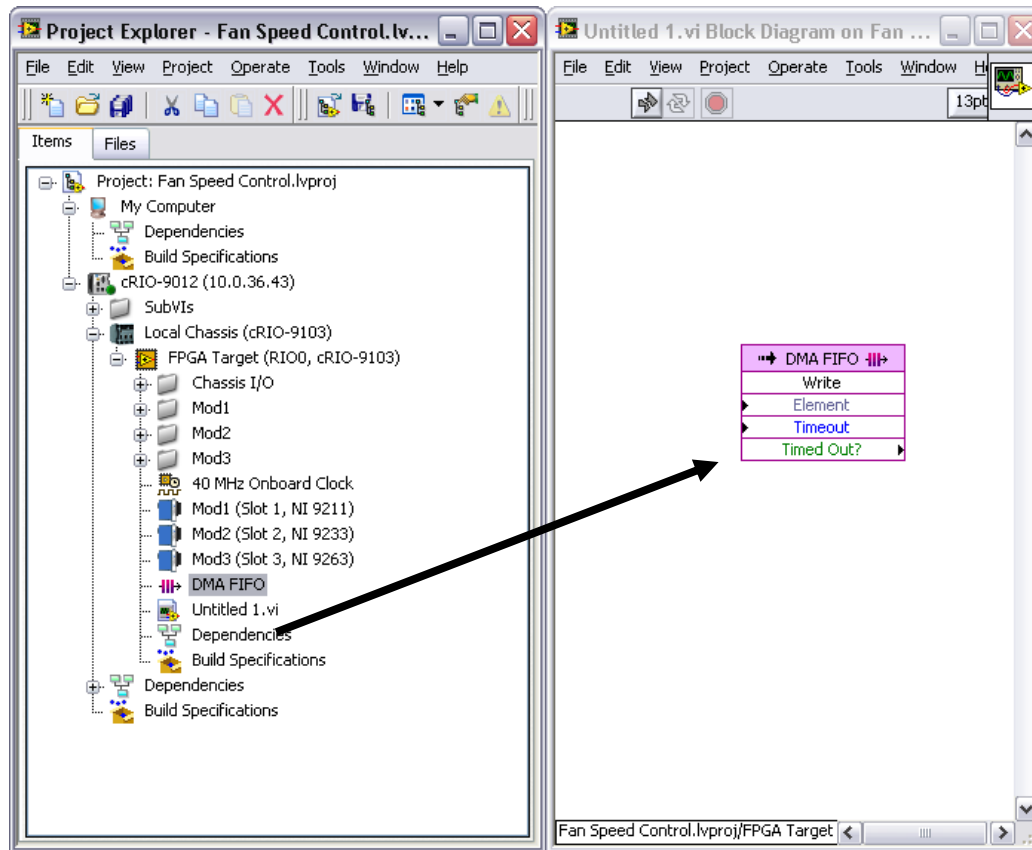 Project Explorer - Fan Speed Control.lv...
File Edit View Project Operate Tools Window Help
Items Files
Project: Fan Speed Control.lvproj
My Computer
Dependencies
Build Specifications
cRIO-9012 (10.0.36.43)
SubVIs
Local Chassis (cRIO-9103)
FPGA Target (RIO0, cRIO-9103)
Chassis I/O
Mod1
Mod2
Mod3
40 MHz Onboard Clock
Mod1 (Slot 1, NI 9211)
Mod2 (Slot 2, NI 9233)
Mod3 (Slot 3, NI 9263)
DMA FIFO
Untitled 1.vi
Dependencies
Build Specifications
Dependencies
Build Specifications
Untitled 1.vi Block Diagram on Fan ...
File Edit View Project Operate Tools Window H
13pt
DMA FIFO
Write
Element
Timeout
Timed Out?
Fan Speed Control.lvproj/FPGA Target